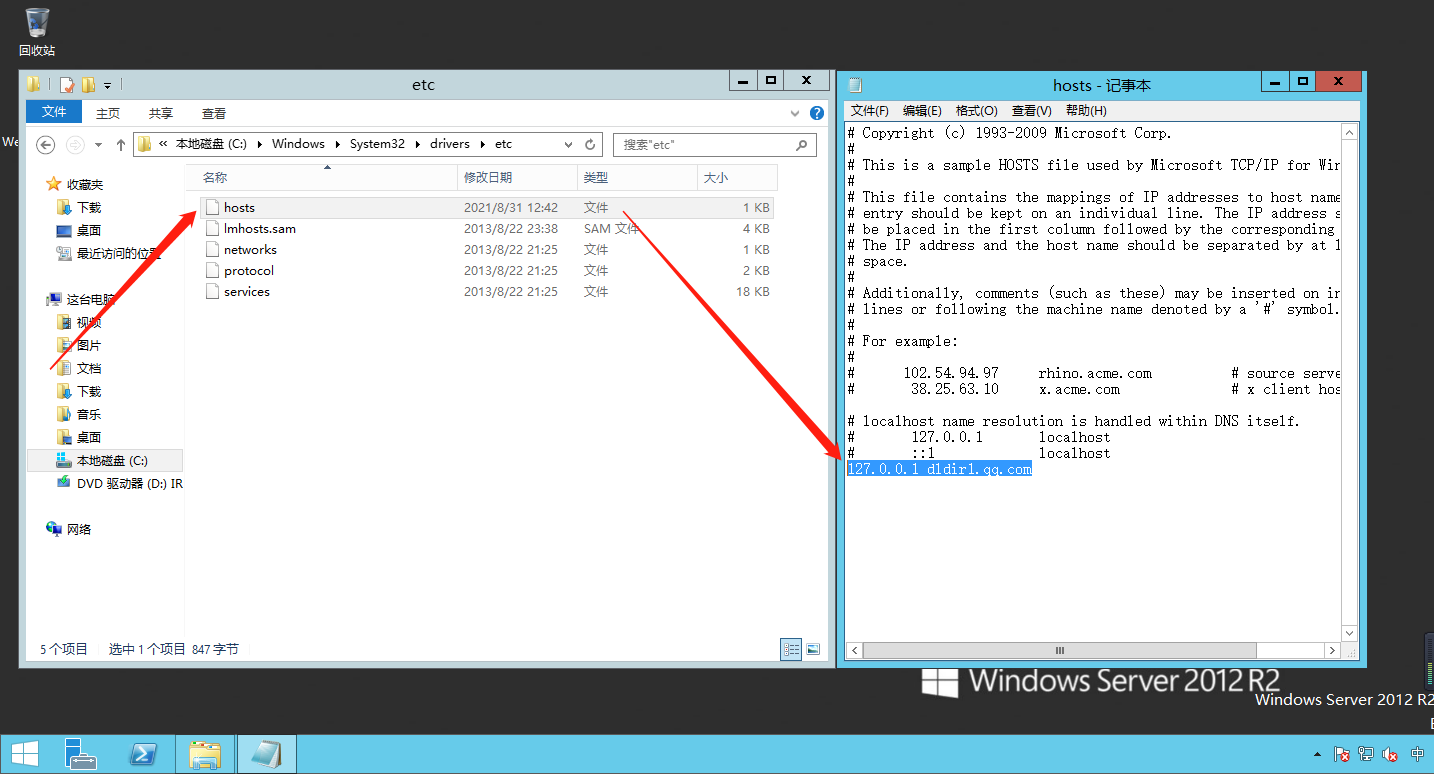 回收站
We
etc
文件 主页 共享 查看
« 本地磁盘 (C:) Windows System32 drivers etc
搜索"etc"
名称 修改日期 类型 大小
hosts 2021/8/31 12:42 文件 1 KB
lmhosts.sam 2013/8/22 23:38 SAM 文件 4 KB
networks 2013/8/22 21:25 文件 1 KB
protocol 2013/8/22 21:25 文件 2 KB
services 2013/8/22 21:25 文件 18 KB
收藏夹
下载
桌面
最近访问的位置
这台电脑
视频
图片
文档
下载
音乐
桌面
本地磁盘 (C:)
DVD 驱动器 (D:) IR
网络
5 个项目 选中 1 个项目 847 字节
hosts - 记事本
文件(F) 编辑(E) 格式(O) 查看(V) 帮助(H)
# Copyright (c) 1993-2009 Microsoft Corp.
#
# This is a sample HOSTS file used by Microsoft TCP/IP for Win
#
# This file contains the mappings of IP addresses to host name
# entry should be kept on an individual line. The IP address s
# be placed in the first column followed by the corresponding
# The IP address and the host name should be separated by at l
# space.
#
# Additionally, comments (such as these) may be inserted on in
# lines or following the machine name denoted by a '#' symbol.
#
# For example:
#
# 102.54.94.97 rhino.acme.com # source serve
# 38.25.63.10 x.acme.com # x client hos
# localhost name resolution is handled within DNS itself.
# 127.0.0.1 localhost
# ::1 localhost
127.0.0.1 dldir1.qq.com
Windows Server 2012 R2
Windows Server 2012 R2
中